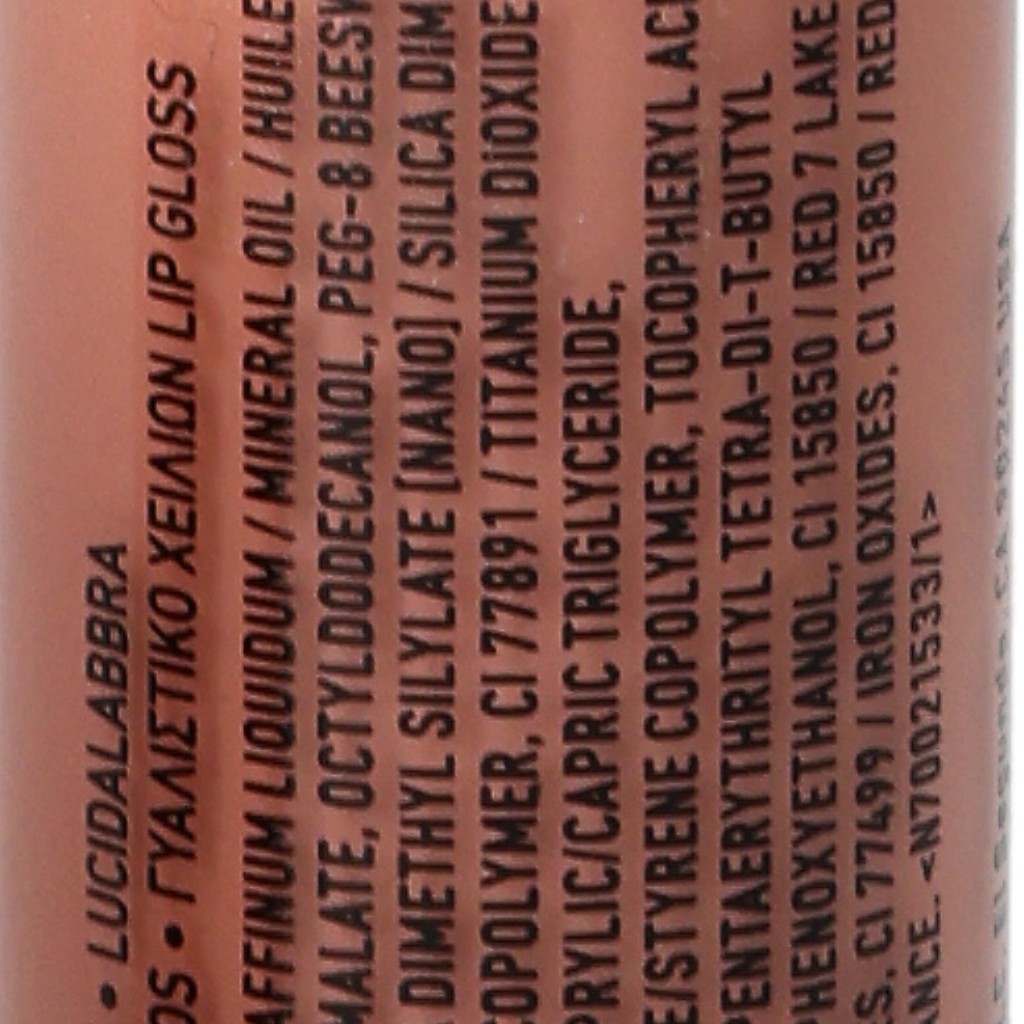 • LUCIDALABBRA
OS • ΓΥΑΛΙΣΤΙΚΟ ΧΕΙΛΙΩΝ LIP GLOSS
AFFINUM LIQUIDUM / MINERAL OIL / HUILE
MALATE, OCTYLDODECANOL, PEG-8 BEESW
DIMETHYL SILYLATE [NANO] / SILICA DIM
COPOLYMER, CI 77891 / TITANIUM DIOXIDE
PRYLIC/CAPRIC TRIGLYCERIDE,
E/STYRENE COPOLYMER, TOCOPHERYL ACE
PENTAERYTHRITYL TETRA-DI-T-BUTYL
PHENOXYETHANOL, CI 15850 / RED 7 LAKE
S. CI 77499 / IRON OXIDES, CI 15850 / RED
ANCE. <N70021533/1>